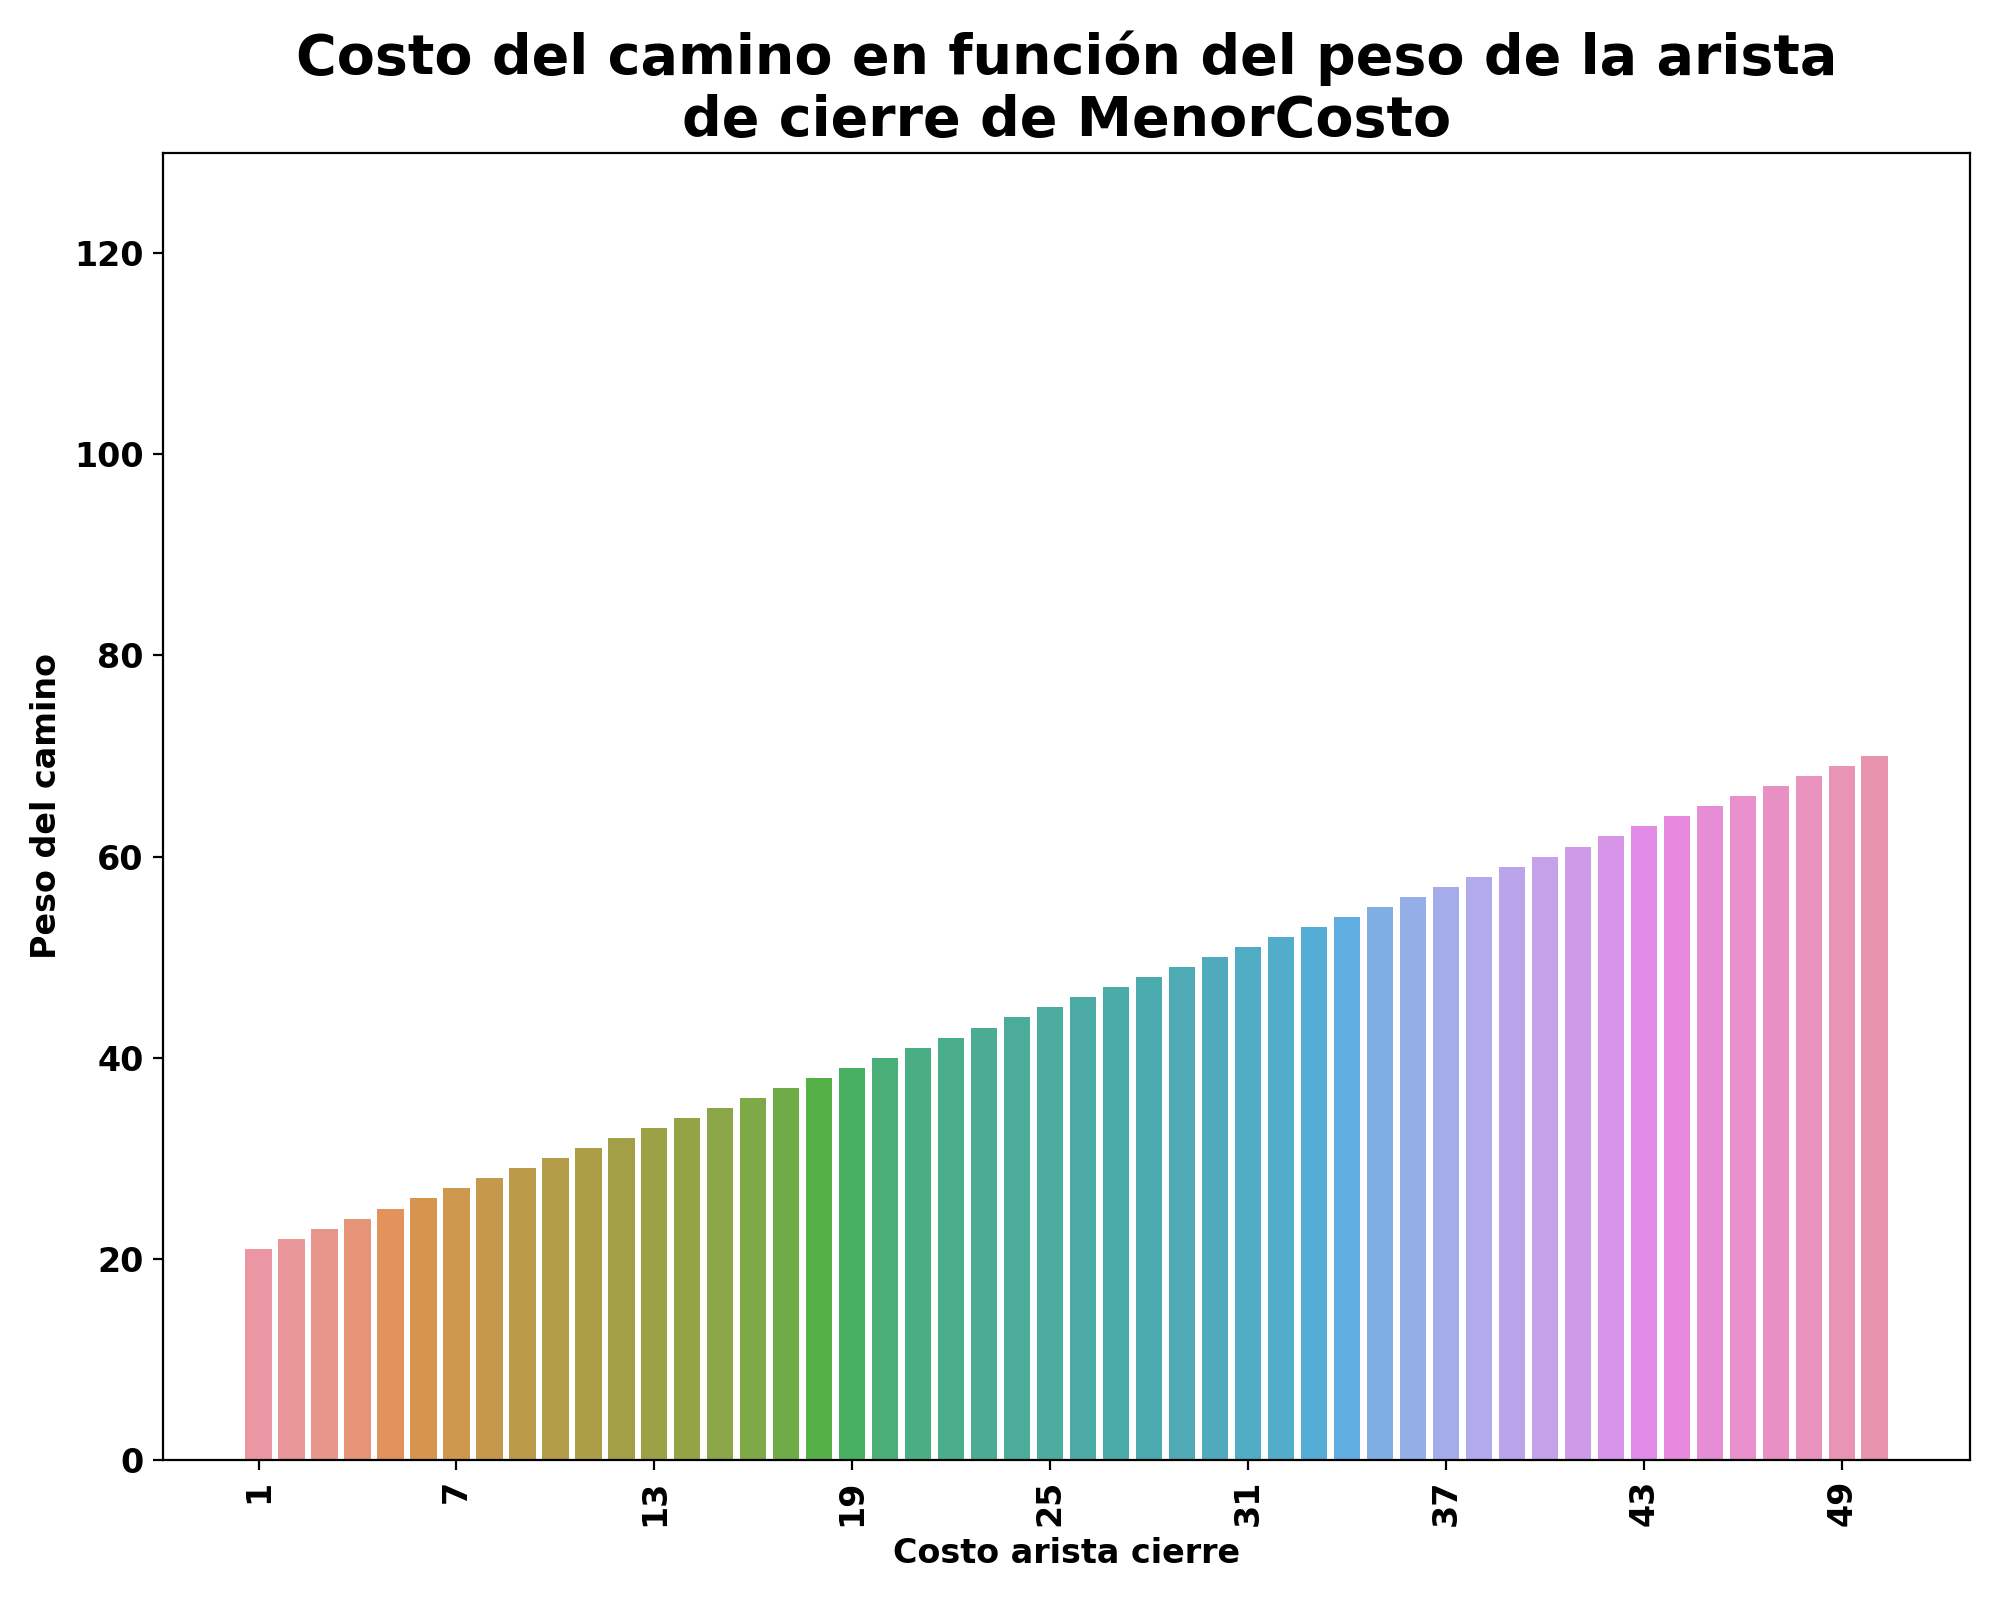 Costo del camino en función del peso de la arista
de cierre de MenorCosto
120
100
80
60
40
20
0
Peso del camino
1 7 13 19 25 31 37 43 49
Costo arista cierre